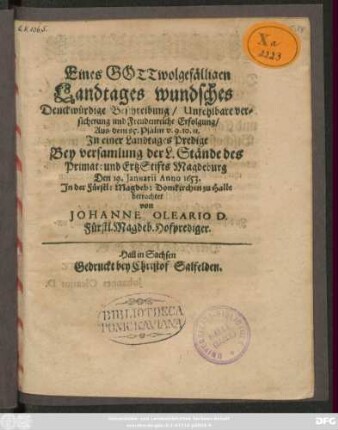 Xa
2223
Eines GOTTwolgefälligen
Landtages wundsches
Denckwürdige Beschreibung / Unfehlbare ver-
sicherung und Freudenreiche Erfolgung /
Aus dem 85. Psalm v. 9. 10. 11.
In einer Landtages Predigt
Bey versamlung der L. Stände des
Primat: und ErtzStifts Magdeburg
Den 19. Januarii Anno 1653.
In der Fürstl: Magdeb: Domkirchen zu Halle
betrachtet
von
JOHANNE OLEARIO D.
Fürstl. Magdeb. Hofprediger.
Hall in Sachsen
Gedruckt bey Christof Salfelden.
BIBLIOTHECA
PONICKAVIANA